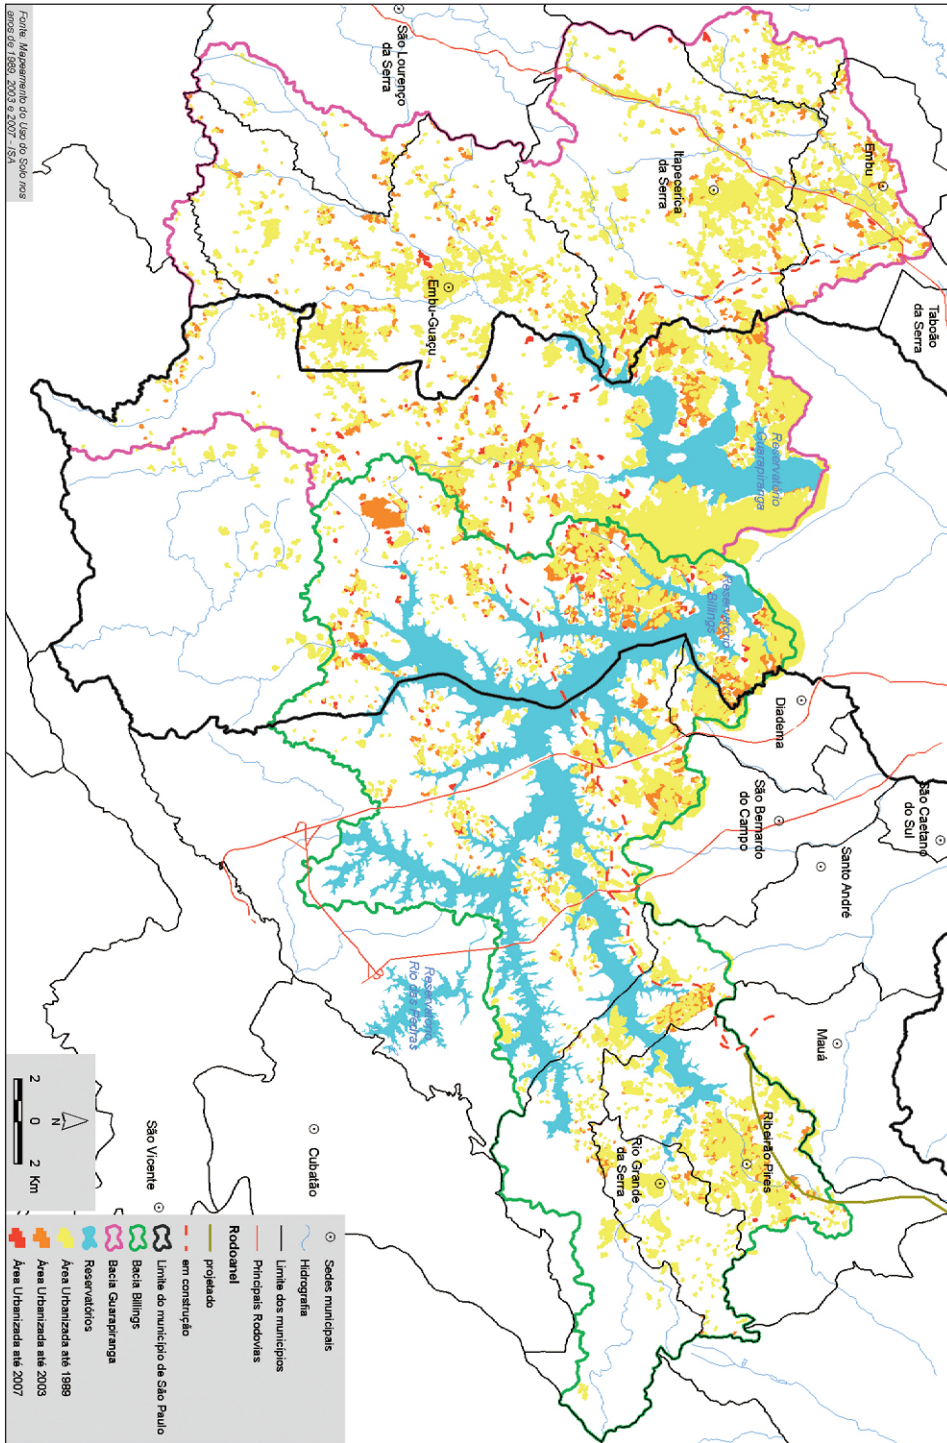 São Lourenço
da Serra
Embu
Itapecerica
da Serra
Taboão
da Serra
Embu-Guaçu
Reservatório
Guarapiranga
Reservatório
Billings
Diadema
São Caetano
do Sul
São Bernardo
do Campo
Santo André
Mauá
Reservatório
Rio das Pedras
Ribeirão Pires
Rio Grande
da Serra
Cubatão
São Vicente
Fonte: Mapeamento do Uso do Solo nos
anos de 1989, 2003 e 2007 - ISA
N
2 0 2 Km
Sedes municipais
Hidrografia
Limite dos municípios
Principais Rodovias
Rodoanel
projetado
em construção
Limite do município de São Paulo
Bacia Billings
Bacia Guarapiranga
Reservatórios
Área Urbanizada até 1989
Área Urbanizada até 2003
Área Urbanizada até 2007